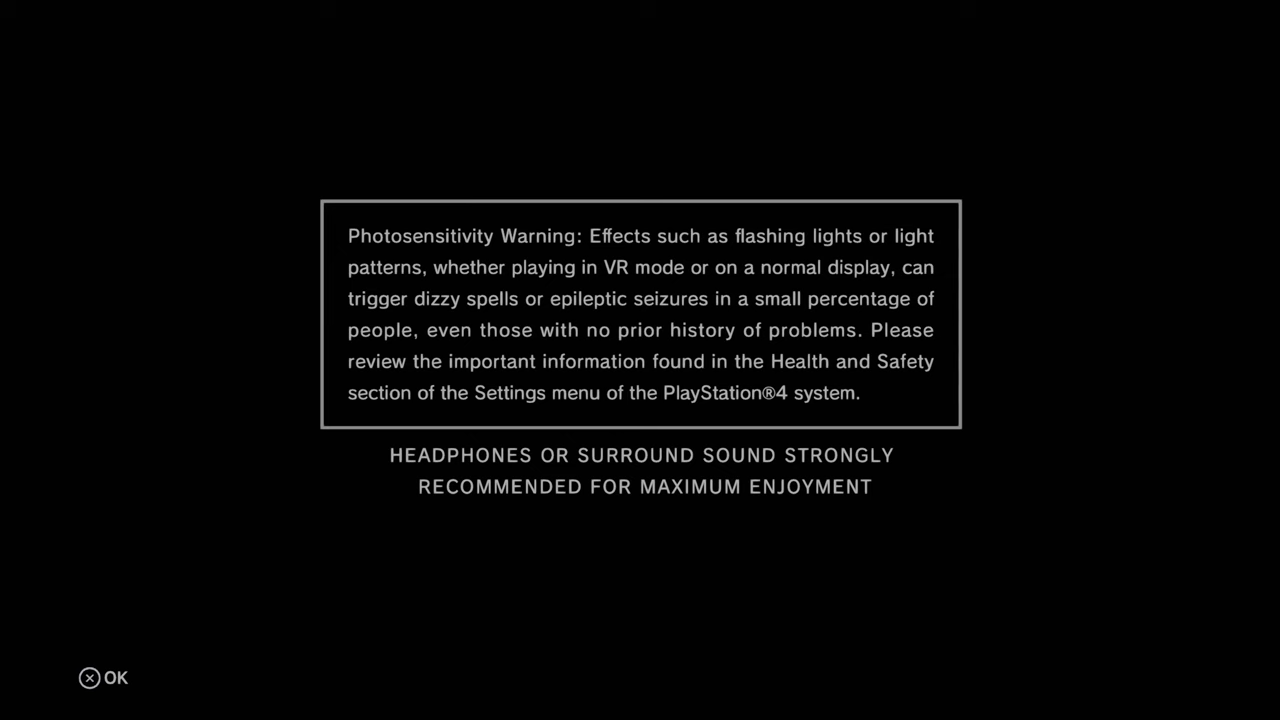 Photosensitivity Warning: Effects such as flashing lights or light
patterns, whether playing in VR mode or on a normal display, can
trigger dizzy spells or epileptic seizures in a small percentage of
people, even those with no prior history of problems. Please
review the important information found in the Health and Safety
section of the Settings menu of the PlayStation®4 system.
HEADPHONES OR SURROUND SOUND STRONGLY
RECOMMENDED FOR MAXIMUM ENJOYMENT
OK